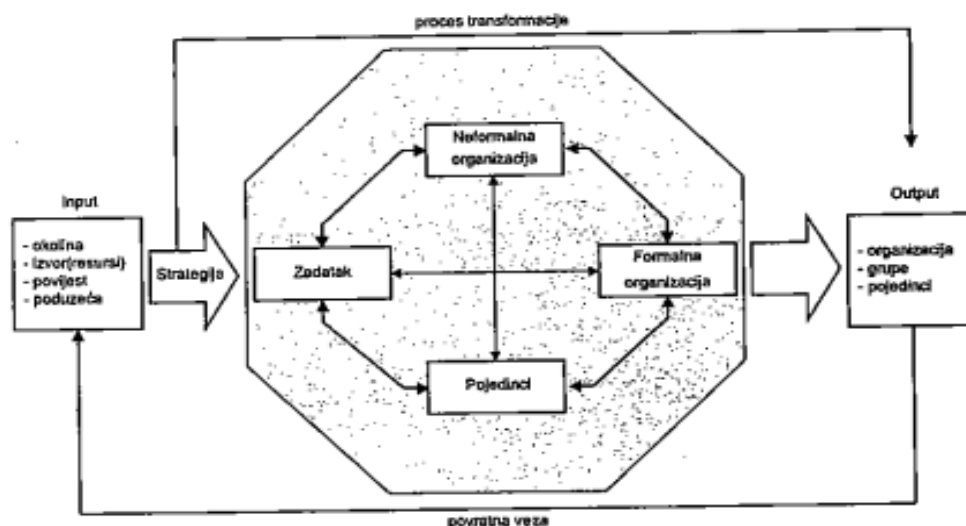 proces transformacije
Neformalna
organizacija
Input
Output
- okolina
- izvor(resursi)
- povijest
- poduzeća
Strategija
Zadatak
Formalna
organizacija
- organizacija
- grupe
- pojedinci
Pojedinci
povratna veza